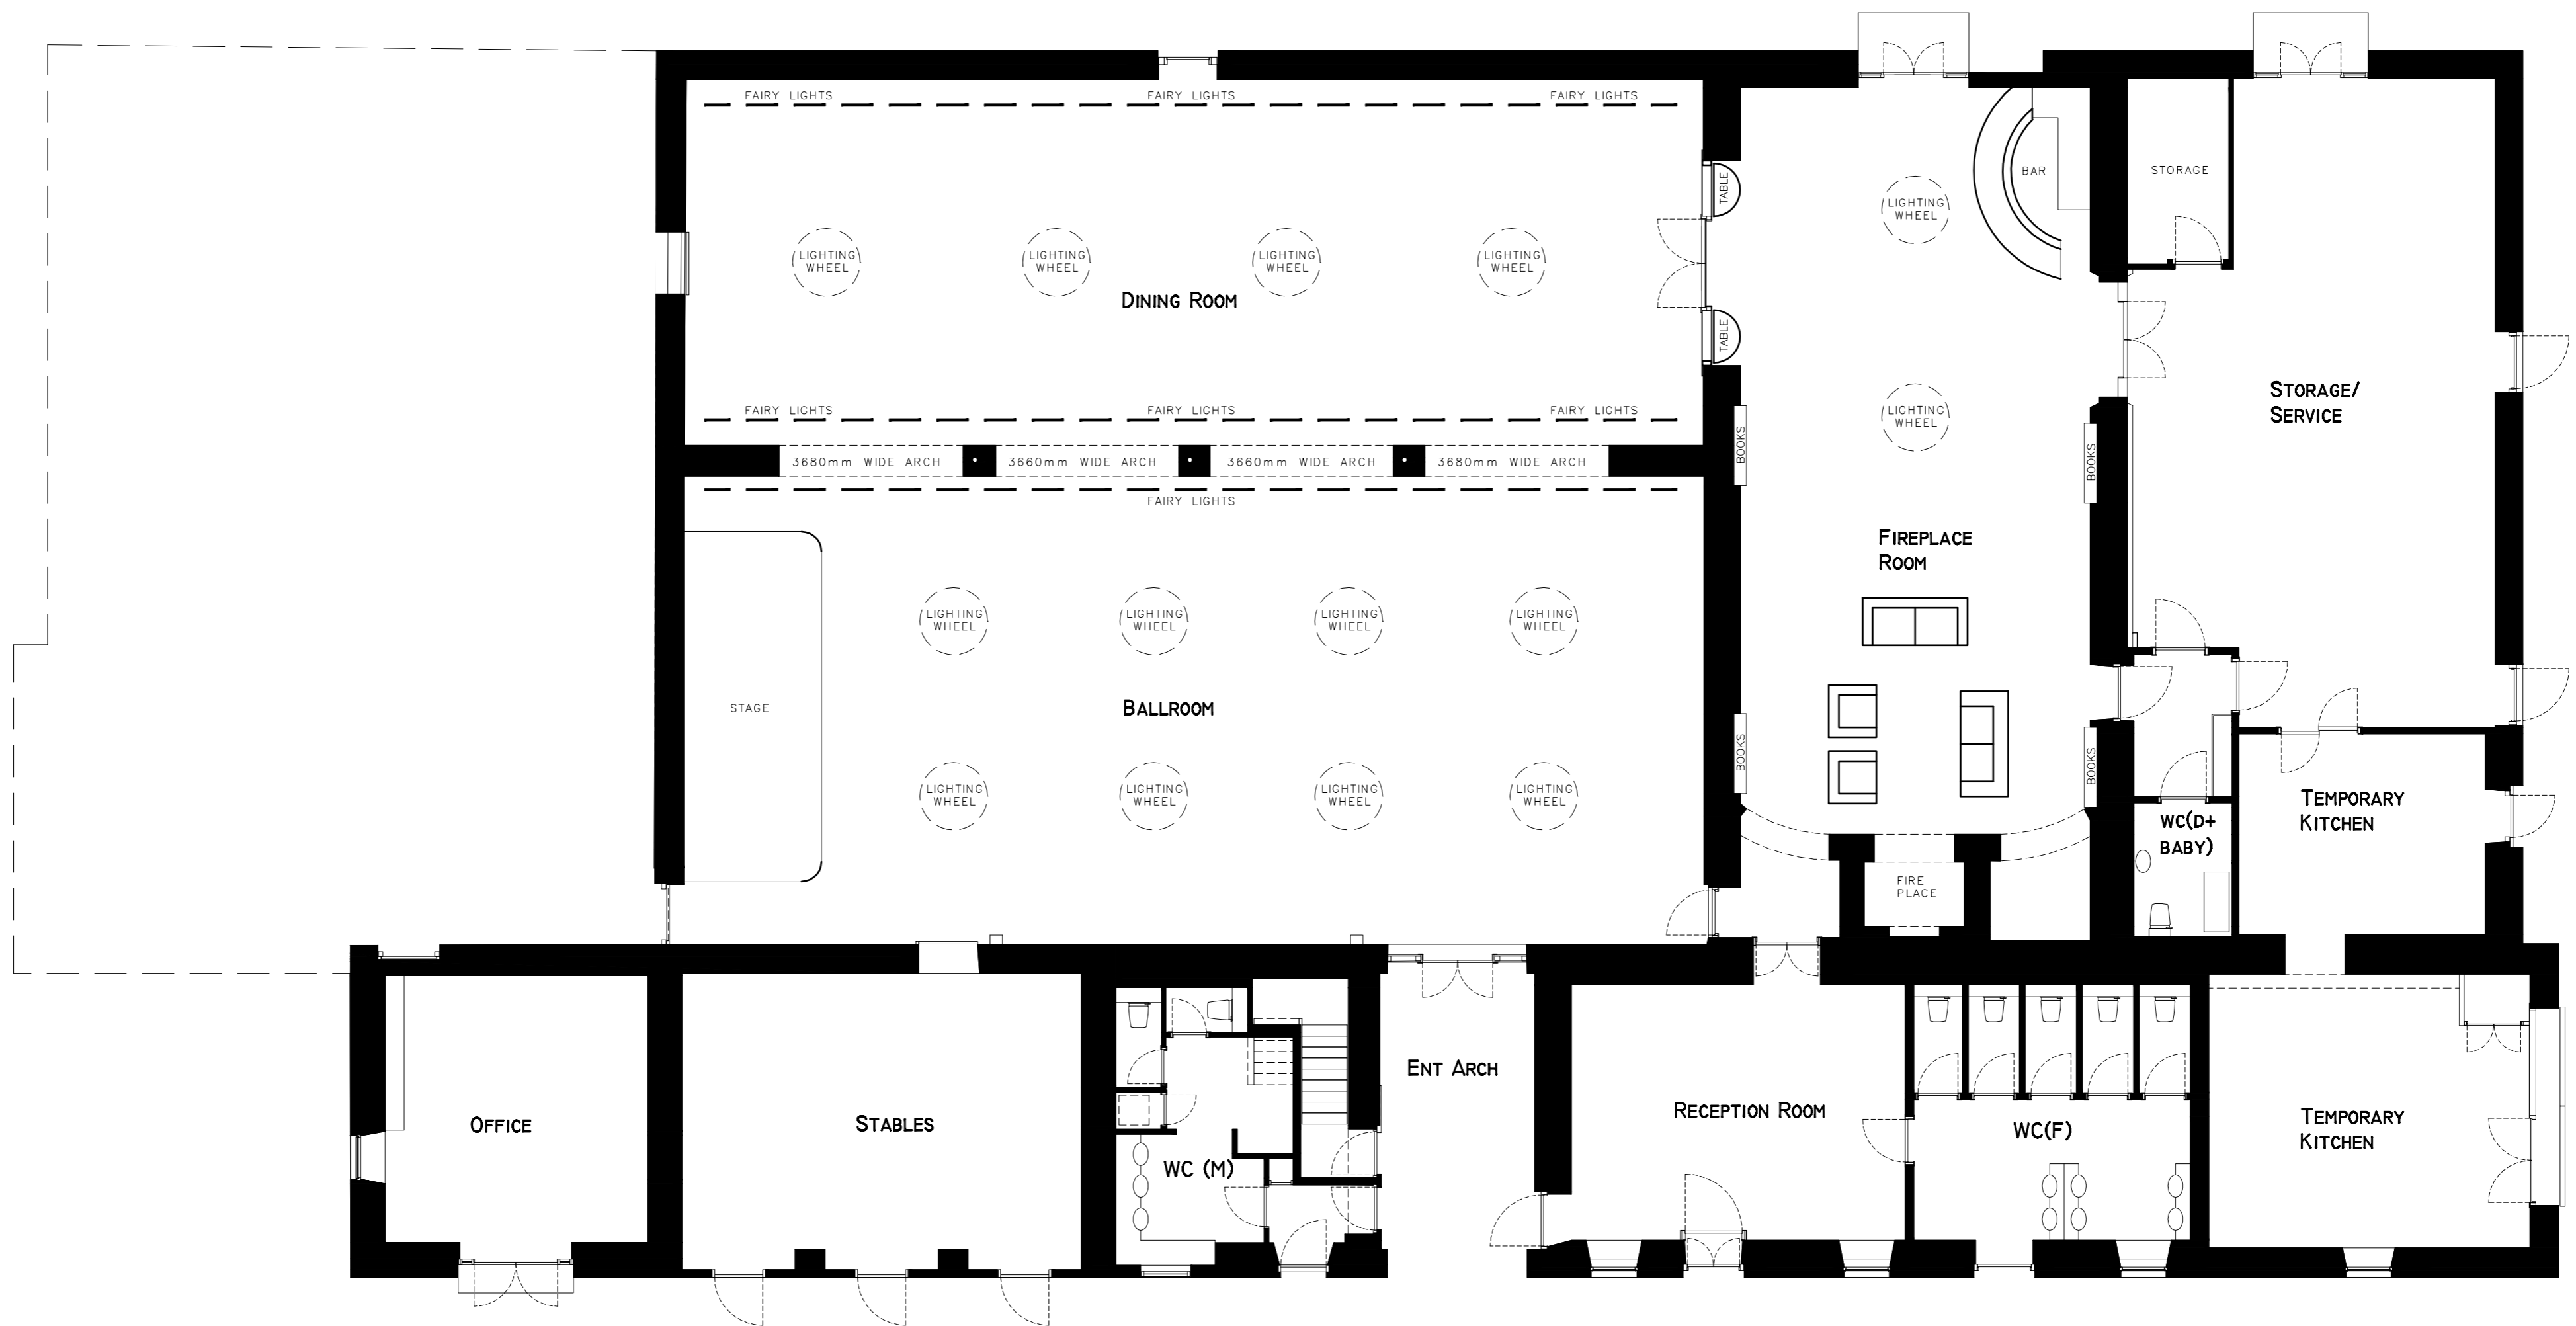 FAIRY LIGHTS
FAIRY LIGHTS
FAIRY LIGHTS
LIGHTING
WHEEL
LIGHTING
WHEEL
LIGHTING
WHEEL
LIGHTING
WHEEL
DINING ROOM
FAIRY LIGHTS
FAIRY LIGHTS
FAIRY LIGHTS
3680mm WIDE ARCH
3660mm WIDE ARCH
3660mm WIDE ARCH
3680mm WIDE ARCH
FAIRY LIGHTS
STAGE
LIGHTING
WHEEL
LIGHTING
WHEEL
LIGHTING
WHEEL
LIGHTING
WHEEL
BALLROOM
LIGHTING
WHEEL
LIGHTING
WHEEL
LIGHTING
WHEEL
LIGHTING
WHEEL
TABLE
TABLE
LIGHTING
WHEEL
BAR
LIGHTING
WHEEL
BOOKS
BOOKS
FIREPLACE
ROOM
BOOKS
BOOKS
FIRE
PLACE
STORAGE
STORAGE/
SERVICE
WC(D+
BABY)
TEMPORARY
KITCHEN
OFFICE
STABLES
WC (M)
ENT ARCH
RECEPTION ROOM
WC(F)
TEMPORARY
KITCHEN